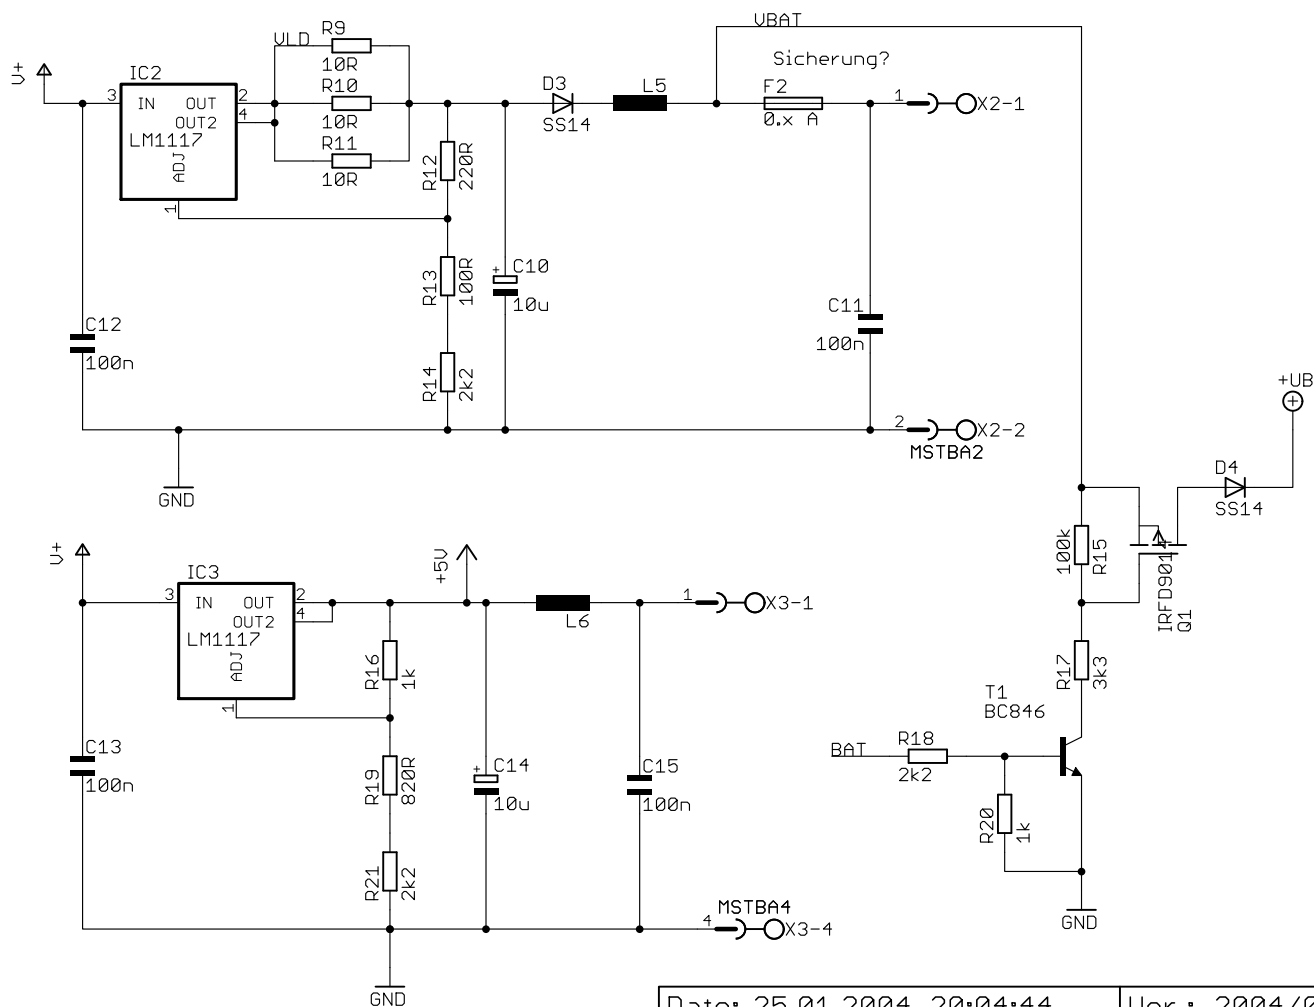 VBAT
V+
IC2
3
IN
OUT
2
OUT2
4
LM1117
ADJ
1
VLD
R9
10R
R10
10R
R11
10R
R12
220R
R13
100R
R14
2k2
C10
+
10u
D3
SS14
L5
Sicherung?
F2
0.x A
1
X2-1
C11
100n
C12
100n
2
X2-2
MSTBA2
GND
+UB
D4
SS14
100k
R15
IRFD9014
Q1
R17
3k3
T1
BC846
BAT
R18
2k2
R20
1k
GND
V+
IC3
3
IN
OUT
2
OUT2
4
LM1117
ADJ
1
+5V
L6
1
X3-1
R16
1k
R19
820R
R21
2k2
C13
100n
C14
+
10u
C15
100n
MSTBA4
4
X3-4
GND
Date: 25.01.2004 20:04:44
Ver.: 2004/